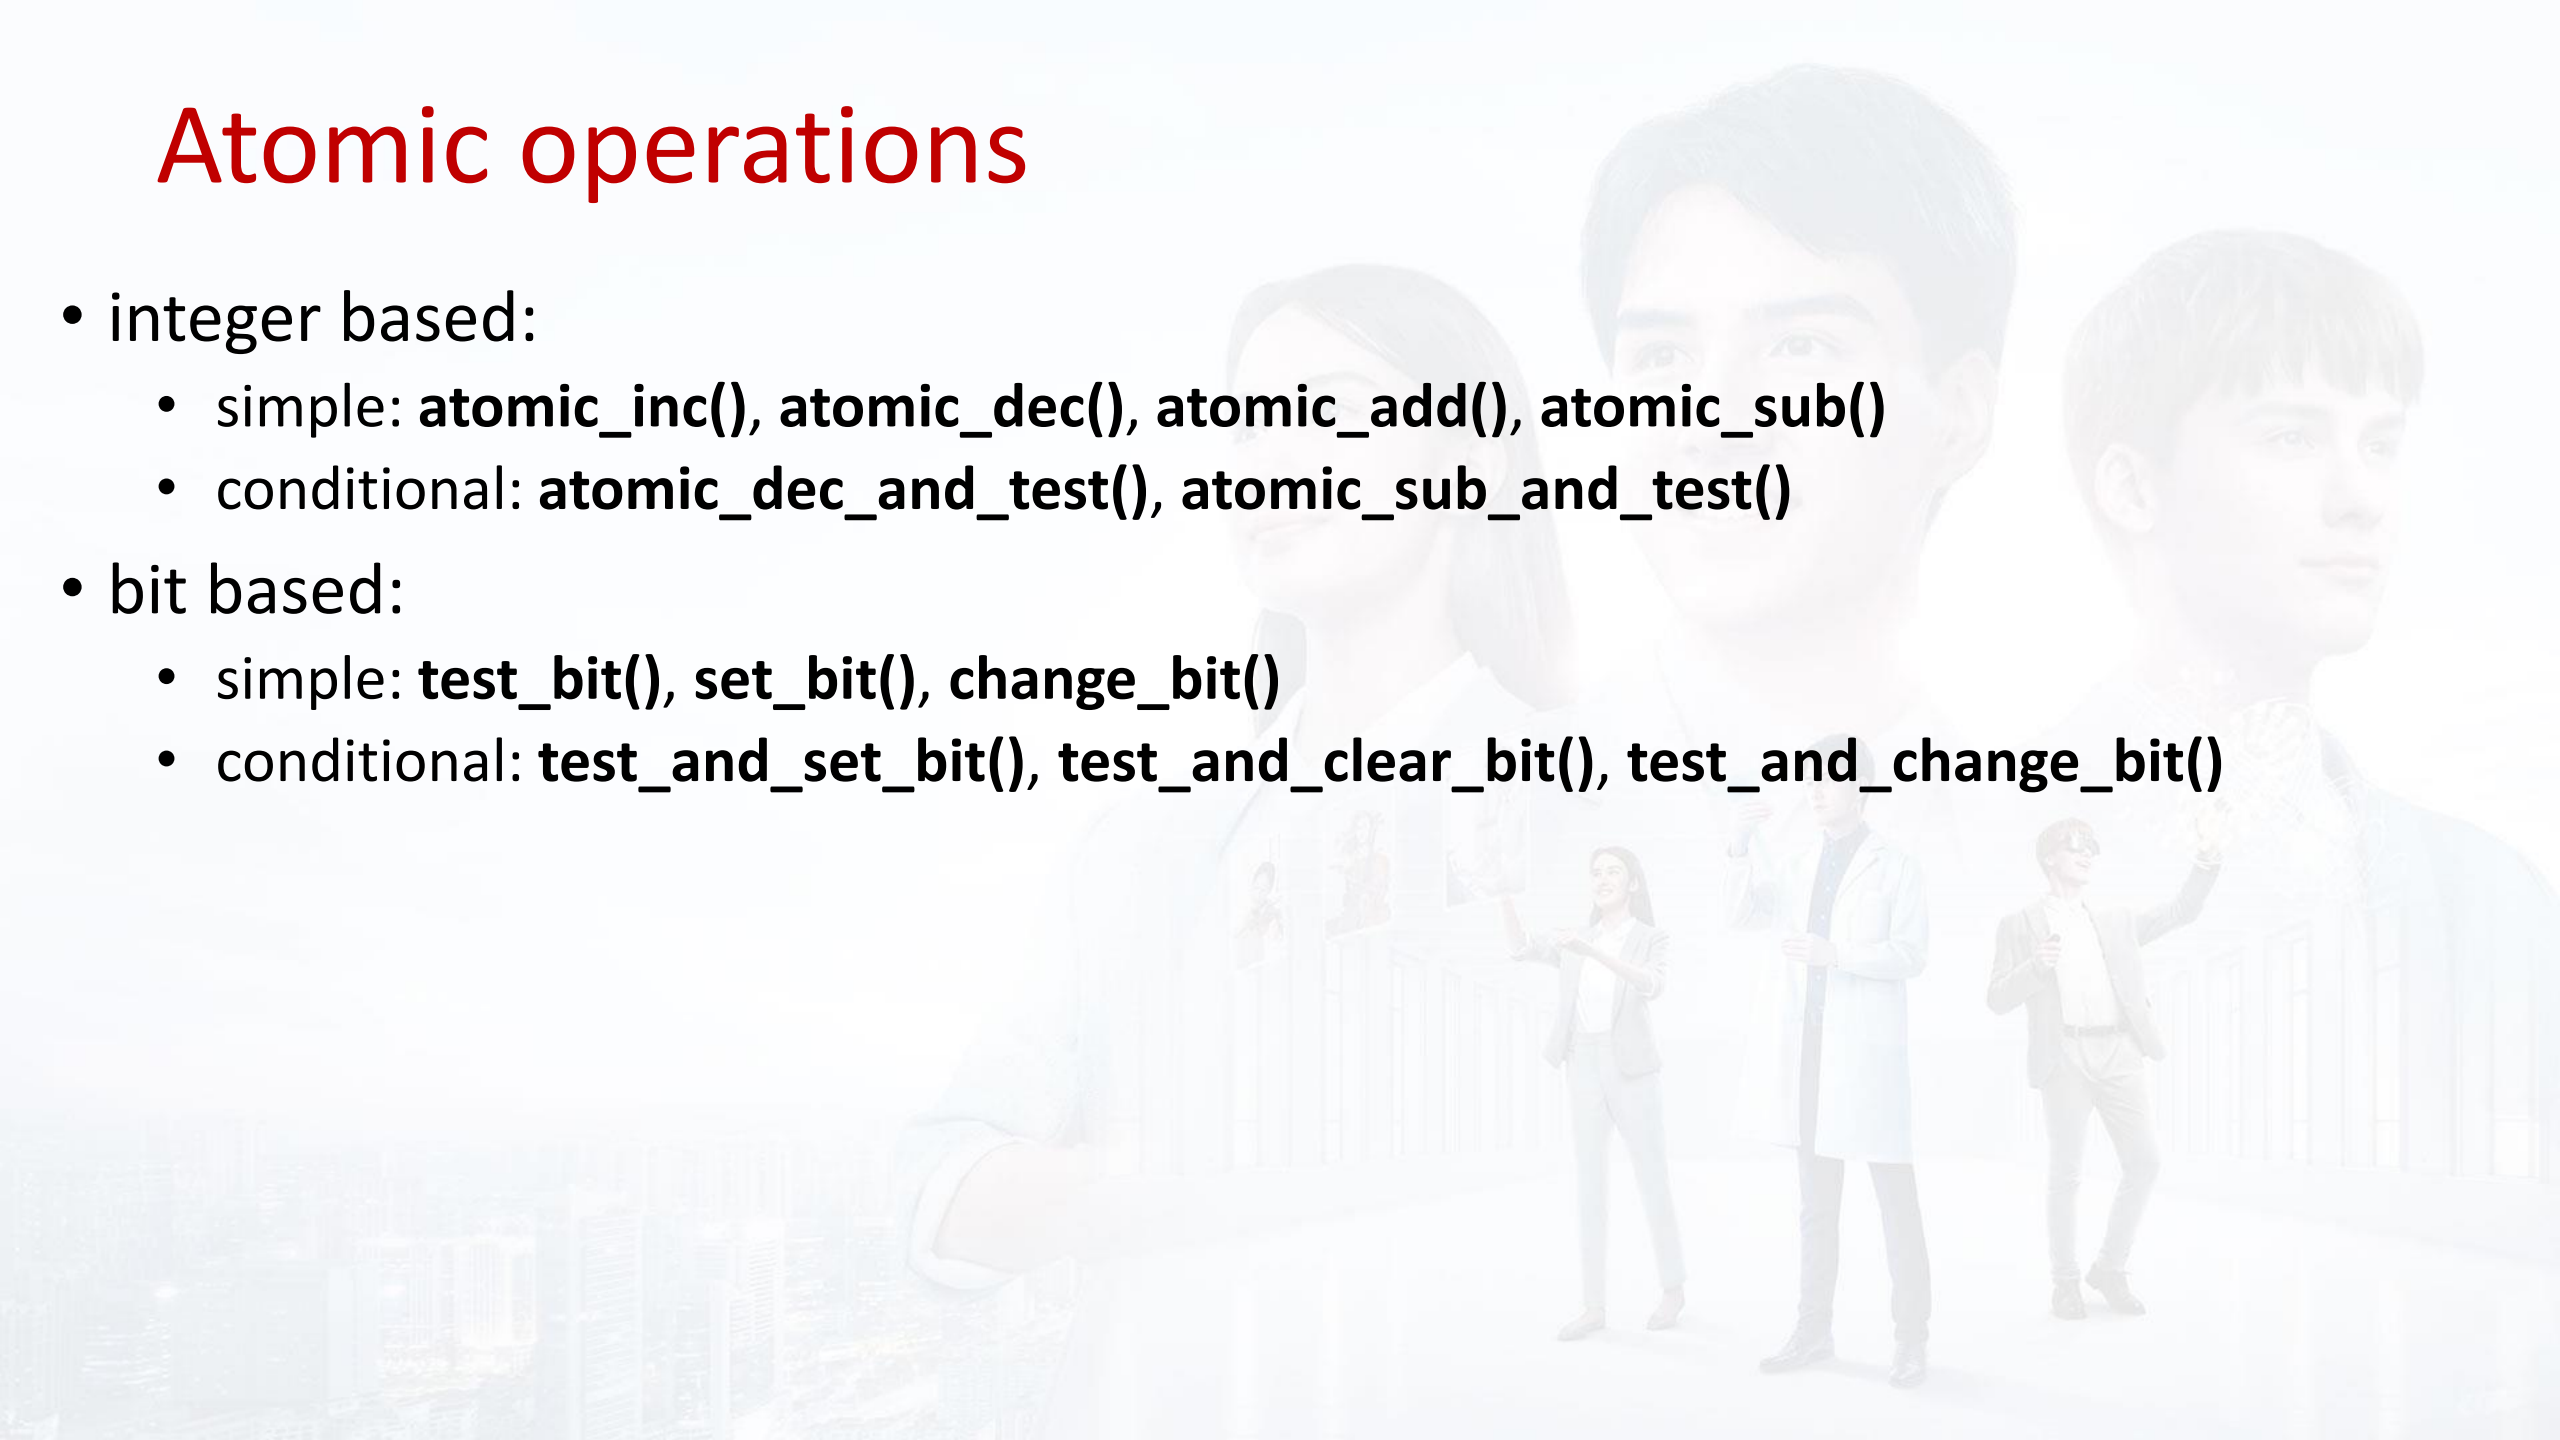 Atomic operations
• integer based:
• simple: atomic_inc(), atomic_dec(), atomic_add(), atomic_sub()
• conditional: atomic_dec_and_test(), atomic_sub_and_test()
• bit based:
• simple: test_bit(), set_bit(), change_bit()
• conditional: test_and_set_bit(), test_and_clear_bit(), test_and_change_bit()